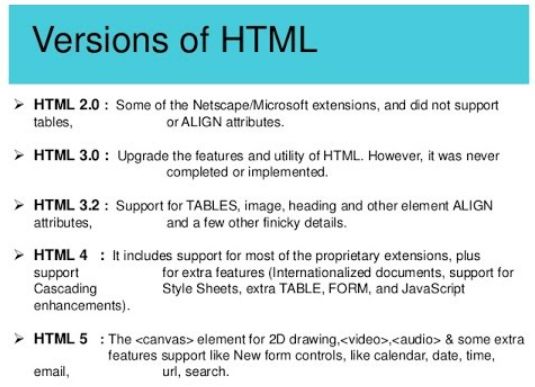 Versions of HTML
➢ HTML 2.0 : Some of the Netscape/Microsoft extensions, and did not support
tables, or ALIGN attributes.
➢ HTML 3.0 : Upgrade the features and utility of HTML. However, it was never
completed or implemented.
➢ HTML 3.2 : Support for TABLES, image, heading and other element ALIGN
attributes, and a few other finicky details.
➢ HTML 4 : It includes support for most of the proprietary extensions, plus
support for extra features (Internationalized documents, support for
Cascading Style Sheets, extra TABLE, FORM, and JavaScript
enhancements).
➢ HTML 5 : The <canvas> element for 2D drawing,<video>,<audio> & some extra
features support like New form controls, like calendar, date, time,
email, url, search.